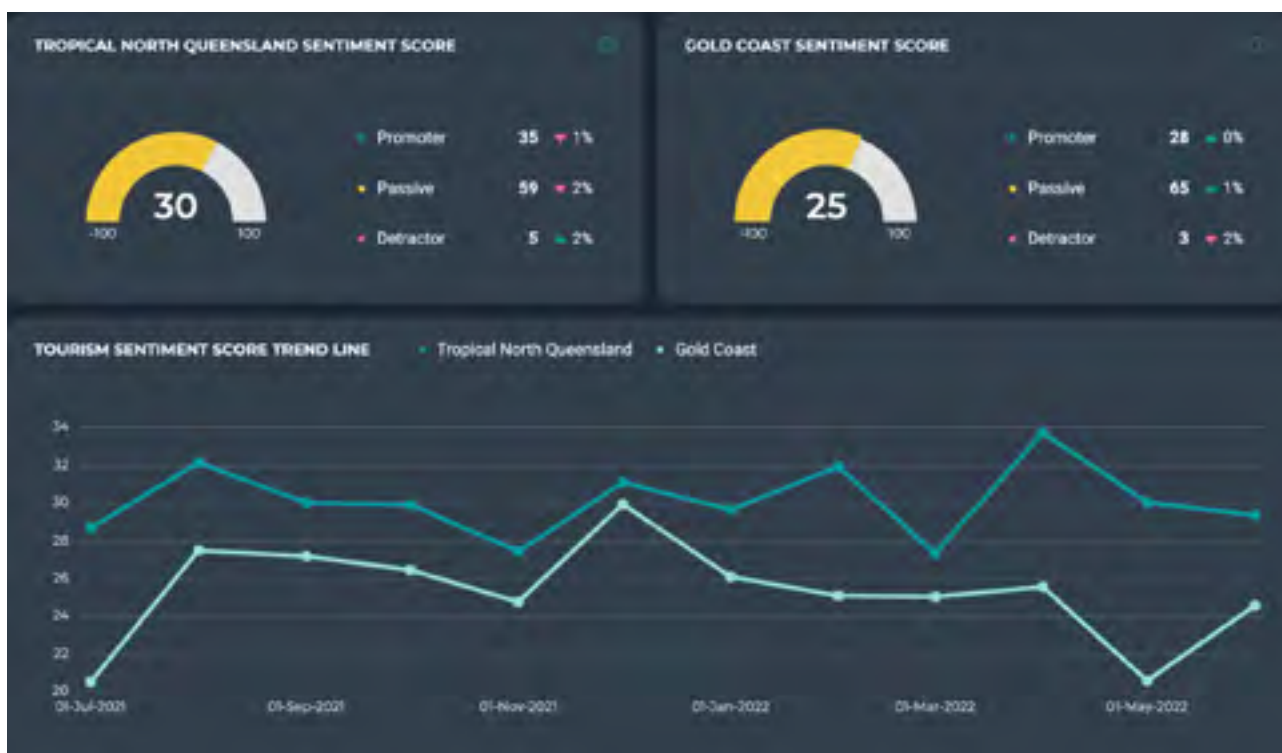 TROPICAL NORTH QUEENSLAND SENTIMENT SCORE
Promoter 35 1%
Passive 59 2%
Detractor 5 2%
30
-100 100
GOLD COAST SENTIMENT SCORE
Promoter 28 0%
Passive 65 1%
Detractor 3 2%
25
-100 100
TOURISM SENTIMENT SCORE TREND LINE Tropical North Queensland Gold Coast
34
32
30
28
26
24
22
20
01-Jul-2021 01-Sep-2021 01-Nov-2021 01-Jan-2022 01-Mar-2022 01-May-2022